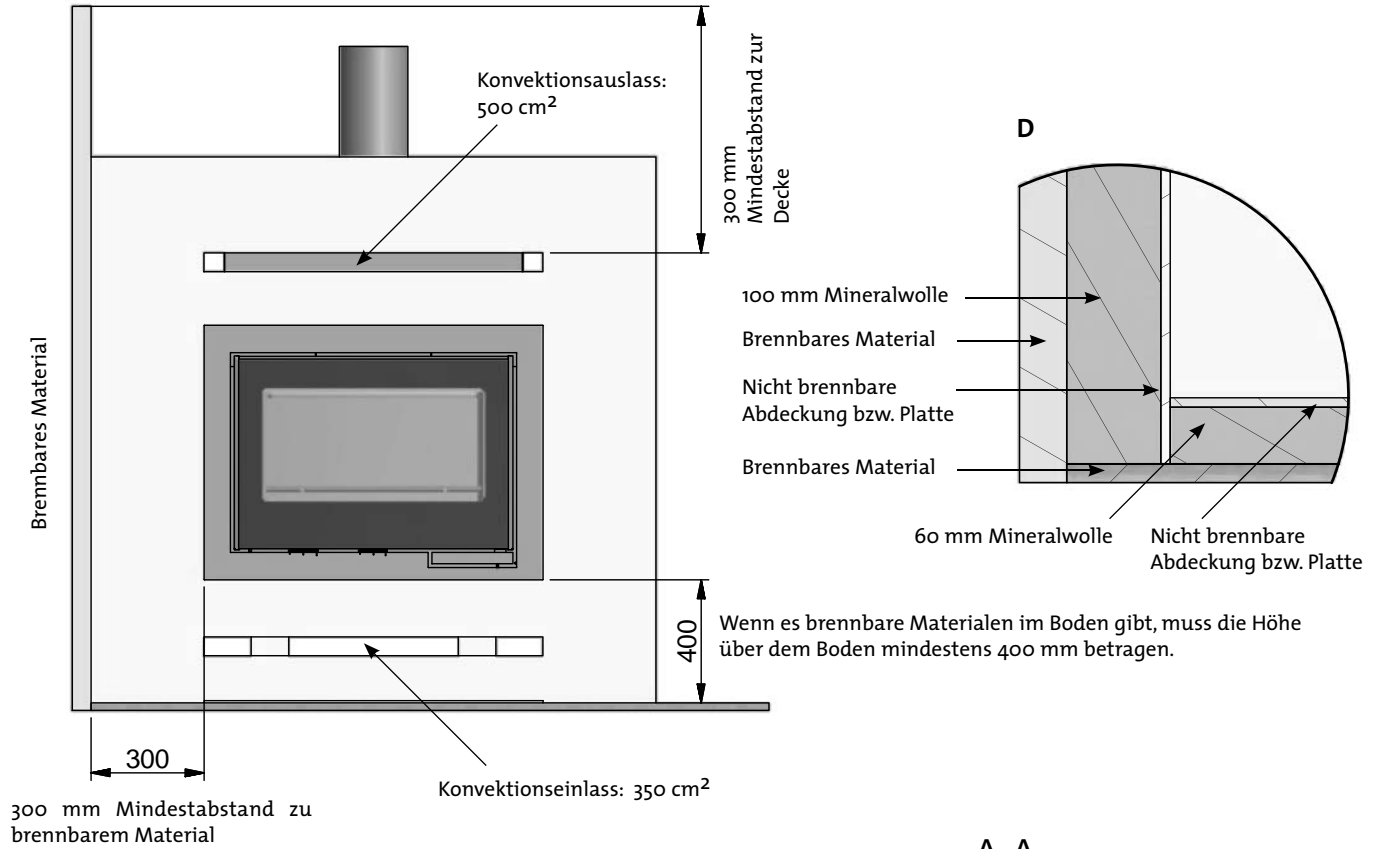 Konvektionsauslass:
500 cm²
300 mm
Mindestabstand zur
Decke
Brennbares Material
400
300
300 mm Mindestabstand zu
brennbarem Material
Konvektionseinlass: 350 cm²
D
100 mm Mineralwolle
Brennbares Material
Nicht brennbare
Abdeckung bzw. Platte
Brennbares Material
60 mm Mineralwolle
Nicht brennbare
Abdeckung bzw. Platte
Wenn es brennbare Materialen im Boden gibt, muss die Höhe
über dem Boden mindestens 400 mm betragen.